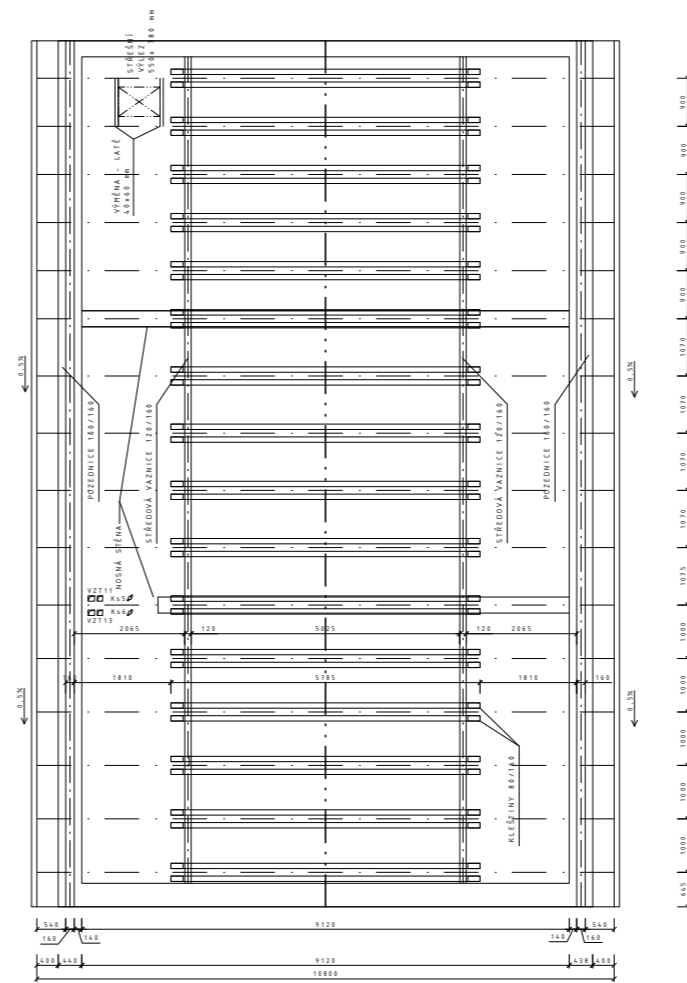 STŘEŠNÍ
VÝLEZ
550x 780 mm
VÝMĚNA - LATĚ
40x60 mm
900
900
900
900
900
1070
1070
1070
1070
1075
1000
1000
1000
1000
645
0,5%
0,5%
POZEDNICE 160/160
NOSNÁ STĚNA
STŘEDOVÁ VAZNICE 120/160
STŘEDOVÁ VAZNICE 120/160
POZEDNICE 160/160
VZT11
Ks5
Ks6
VZT13
2065 120 5025 120 2065
160 1810 5785 1810 160
0,5%
0,5%
KLEŠTINY 80/160
540 9120 540
160 140 140 160
400 440 9120 438 400
10800